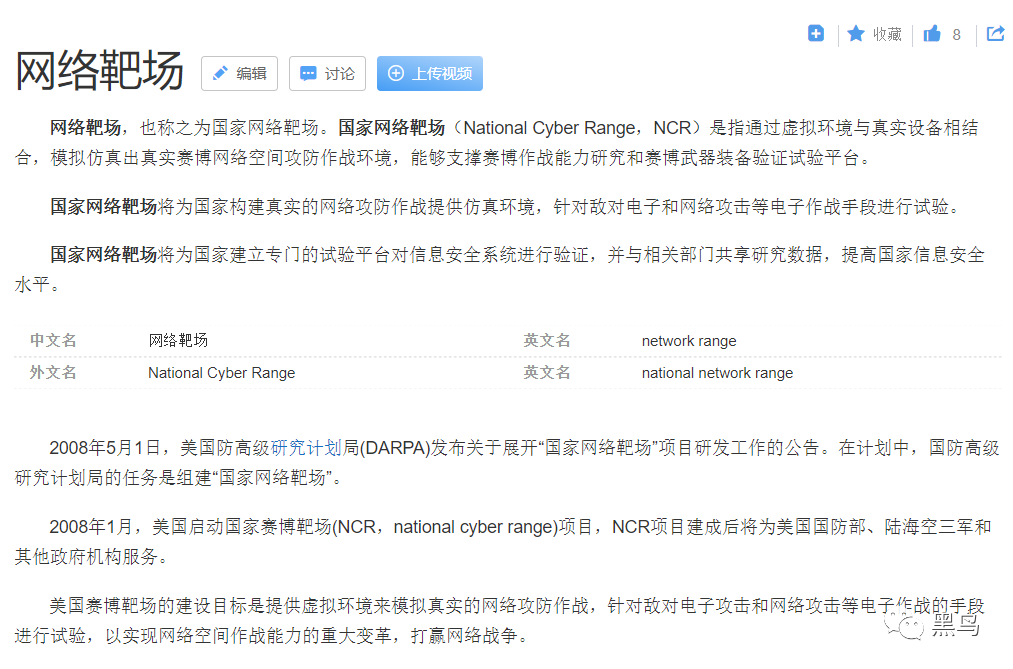 收藏 8
网络靶场 编辑 讨论 上传视频
网络靶场，也称之为国家网络靶场。国家网络靶场（National Cyber Range，NCR）是指通过虚拟环境与真实设备相结
合，模拟仿真出真实赛博网络空间攻防作战环境，能够支撑赛博作战能力研究和赛博武器装备验证试验平台。
国家网络靶场将为国家构建真实的网络攻防作战提供仿真环境，针对敌对电子和网络攻击等电子作战手段进行试验。
国家网络靶场将为国家建立专门的试验平台对信息安全系统进行验证，并与相关部门共享研究数据，提高国家信息安全
水平。
中文名 网络靶场 英文名 network range
外文名 National Cyber Range 英文名 national network range
2008年5月1日，美国防高级研究计划局(DARPA)发布关于展开“国家网络靶场”项目研发工作的公告。在计划中，国防高级
研究计划局的任务是组建“国家网络靶场”。
2008年1月，美国启动国家赛博靶场(NCR，national cyber range)项目，NCR项目建成后将为美国国防部、陆海空三军和
其他政府机构服务。
美国赛博靶场的建设目标是提供虚拟环境来模拟真实的网络攻防作战，针对敌对电子攻击和网络攻击等电子作战的手段
进行试验，以实现网络空间作战能力的重大变革，打赢网络战争。
黑鸟